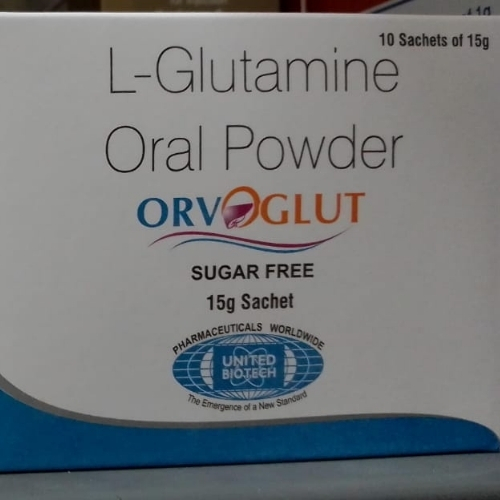 10 Sachets of 15g
L-Glutamine
Oral Powder
ORVOGLUT
SUGAR FREE
15g Sachet
PHARMACEUTICALS WORLDWIDE
UNITED
BIOTECH
The Emergence of a New Standard